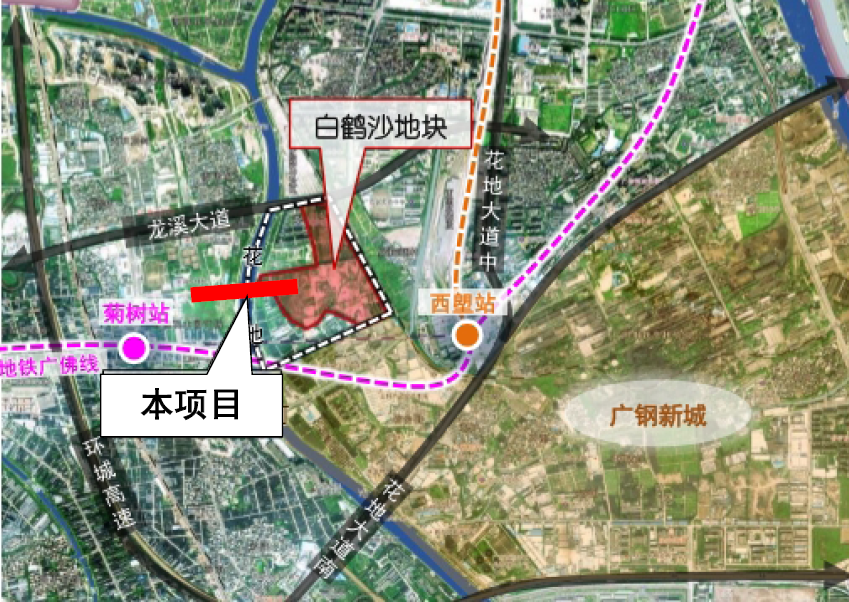 白鹤沙地块
花地大道中
龙溪大道
花
地
菊树站
西塱站
地铁广佛线
本项目
广钢新城
环城高速
花地大道南